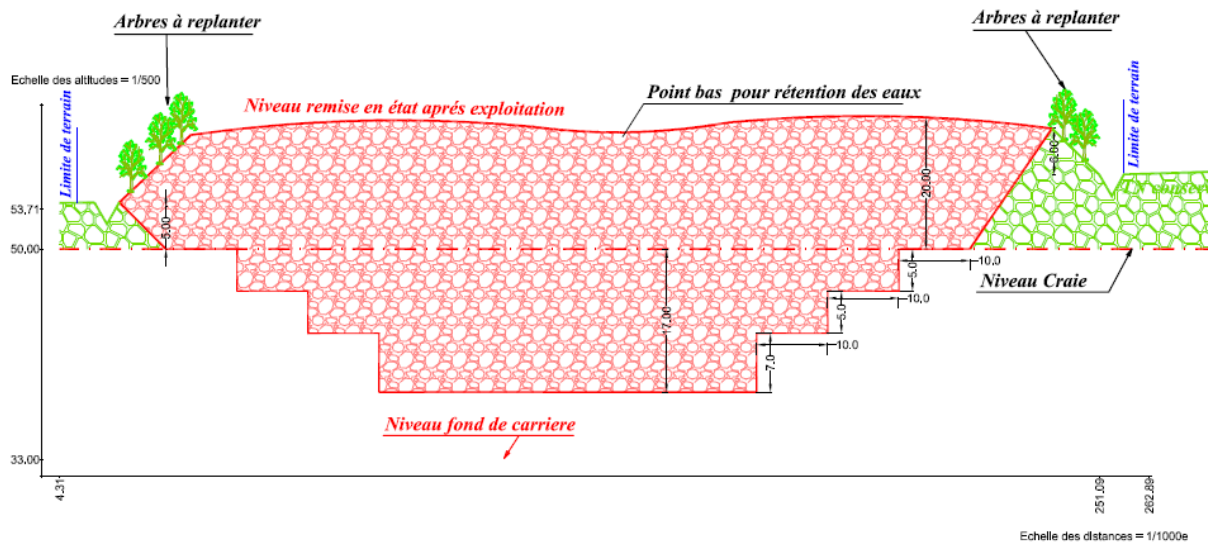 Arbres à replanter
Arbres à replanter
Echelle des altitudes = 1/500
Niveau remise en état aprés exploitation
Point bas pour rétention des eaux
Limite de terrain
Limite de terrain
6.00
20.00
TN conser
53,71
5.00
50.00
10.0
Niveau Craie
5.0
10.0
5.0
17.00
10.0
7.0
Niveau fond de carriere
33.00
4.31
251.09
262.89
Echelle des distances = 1/1000e